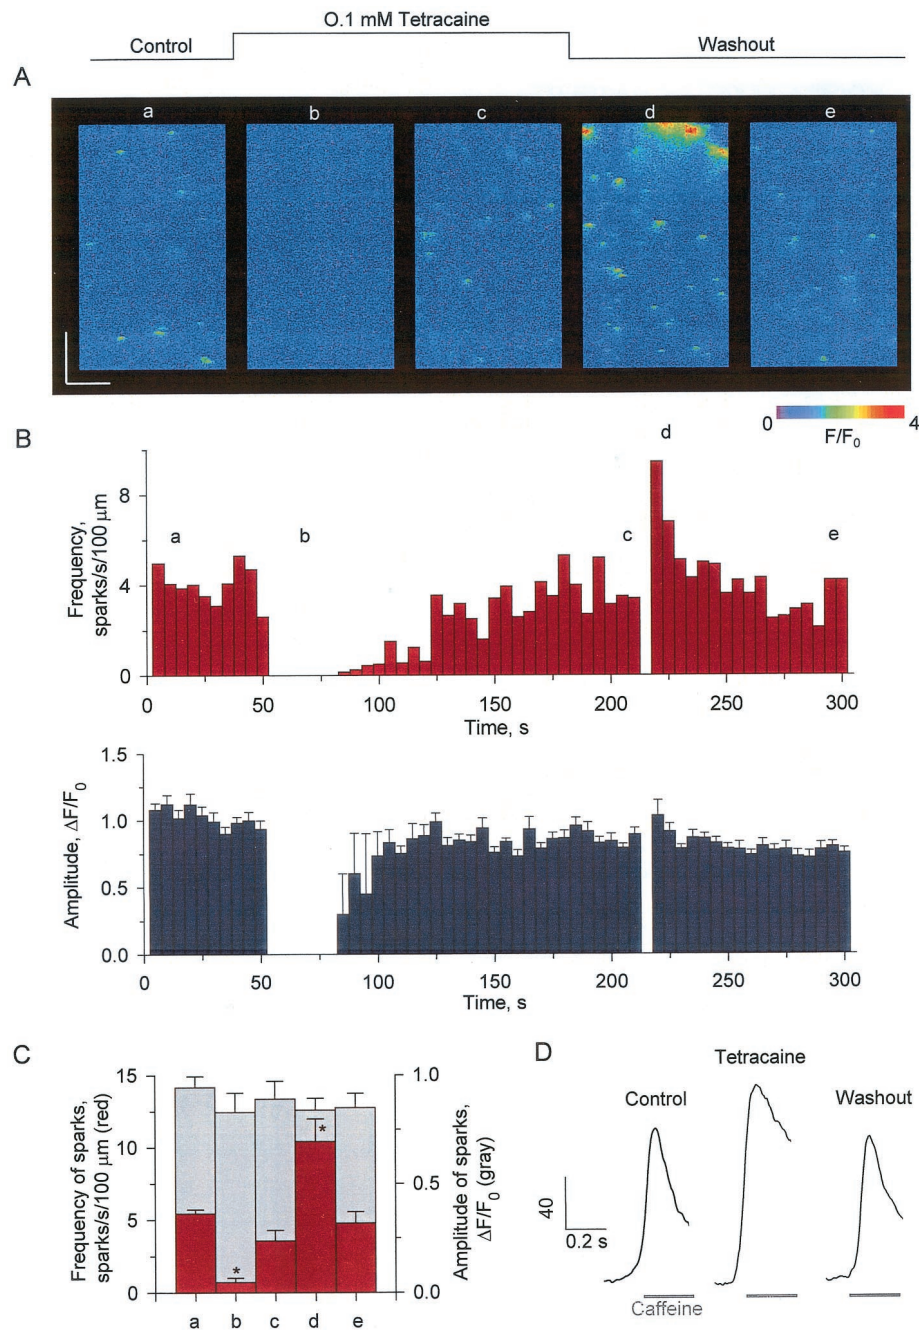 O.1 mM Tetracaine
Control
Washout
A
a b c d e
0 4
F/F0
B
Frequency,
sparks/s/100 μm
8
4
0
a b c d e
0 50 100 150 200 250 300
Time, s
Amplitude, ΔF/F0
1.5
1.0
0.5
0.0
0 50 100 150 200 250 300
Time, s
C
Frequency of sparks,
sparks/s/100 μm (red)
15
10
5
0
* *
1.0
0.5
0.0
Amplitude of sparks,
ΔF/F0 (gray)
a b c d e
D
Tetracaine
Control
Washout
40
0.2 s
Caffeine